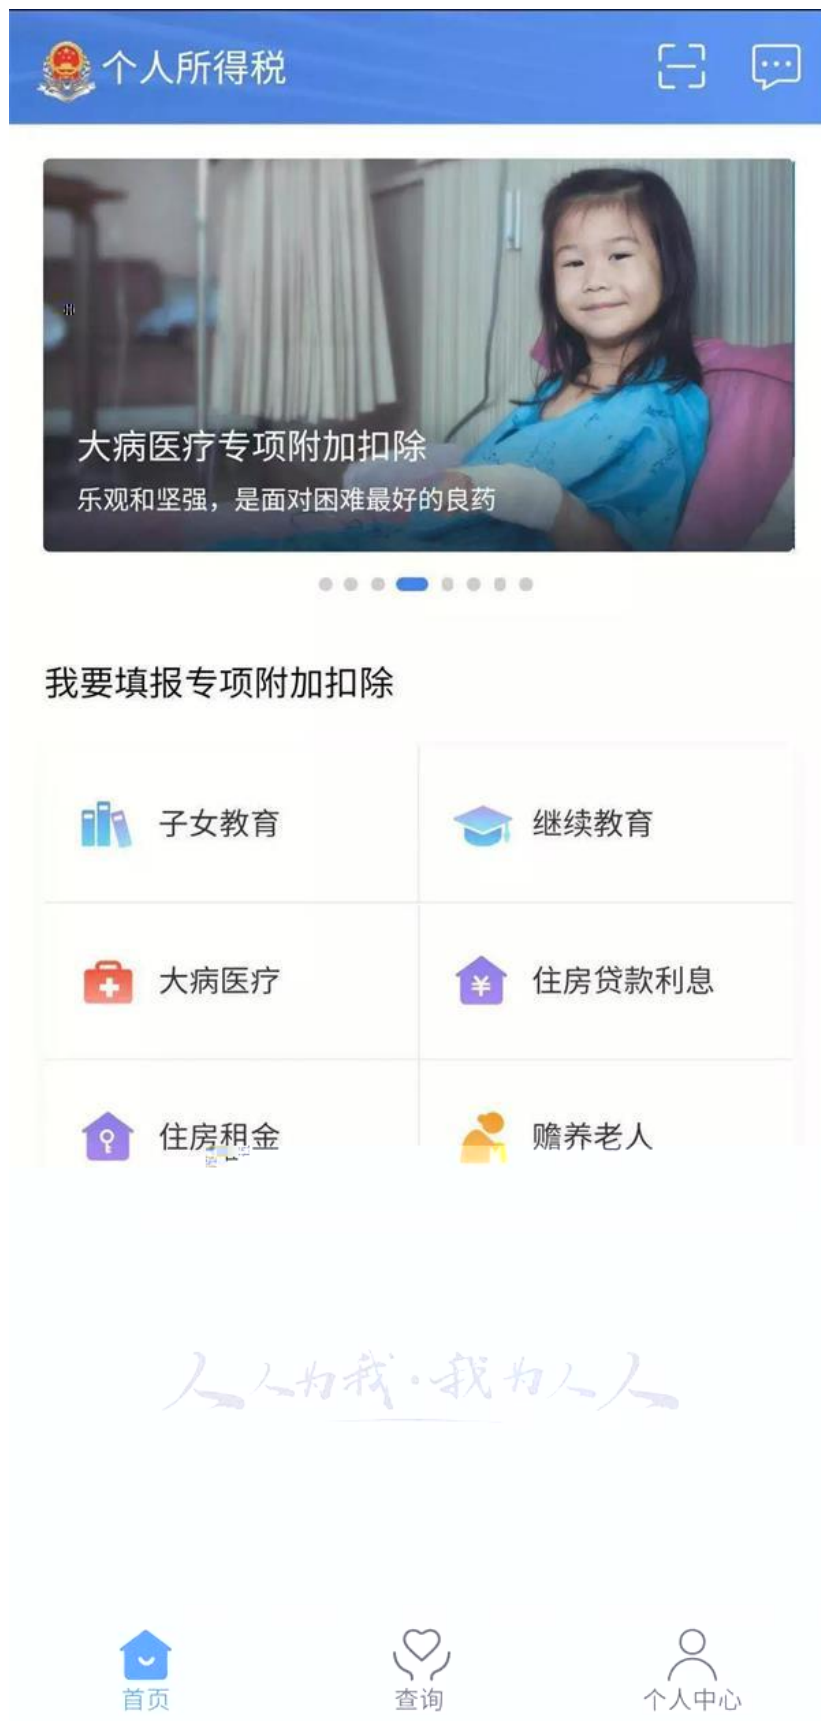 个人所得税
大病医疗专项附加扣除
乐观和坚强，是面对困难最好的良药
我要填报专项附加扣除
子女教育
继续教育
大病医疗
住房贷款利息
住房租金
赡养老人
人人为我·我为人人
首页
查询
个人中心